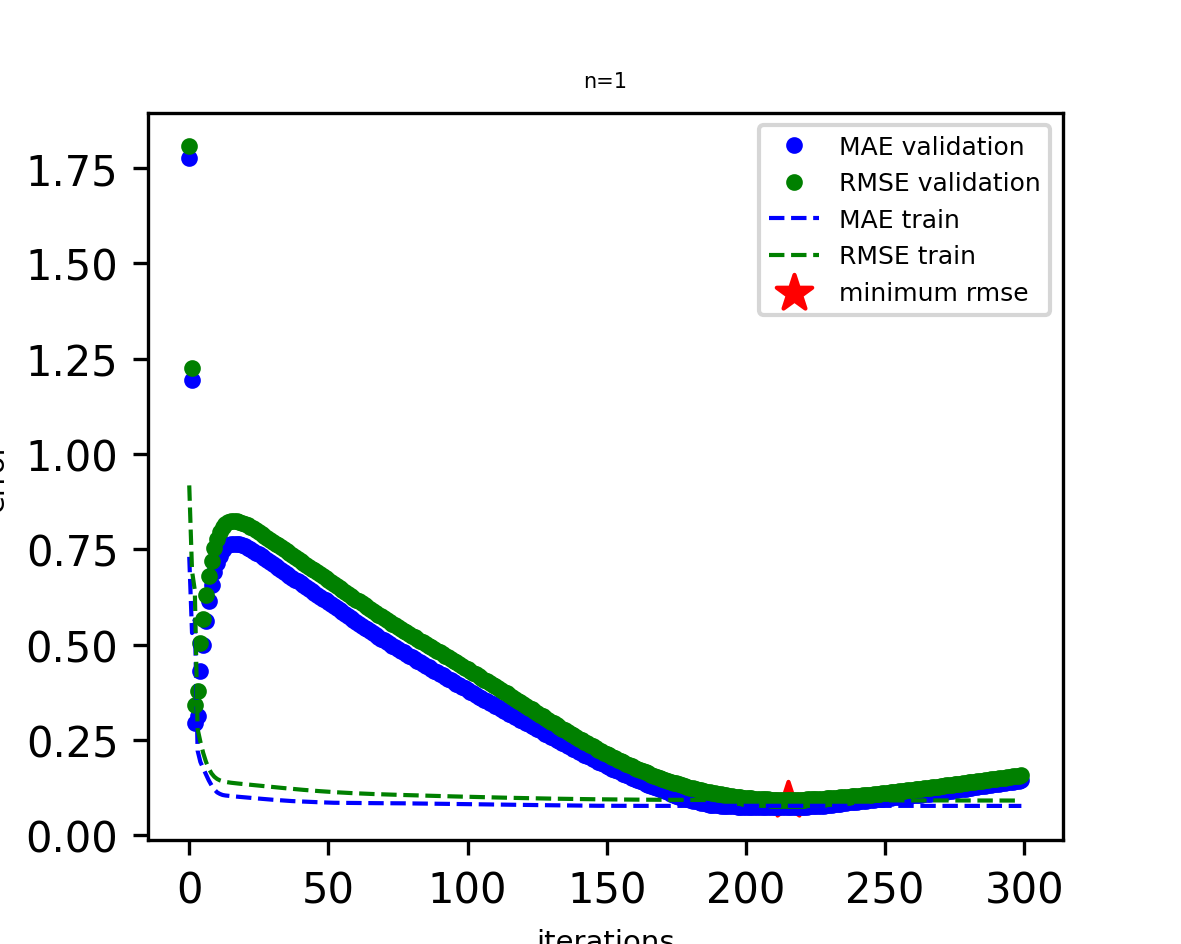 n=1
MAE validation
RMSE validation
MAE train
RMSE train
minimum rmse
1.75
1.50
1.25
1.00
0.75
0.50
0.25
0.00
0 50 100 150 200 250 300
iterations